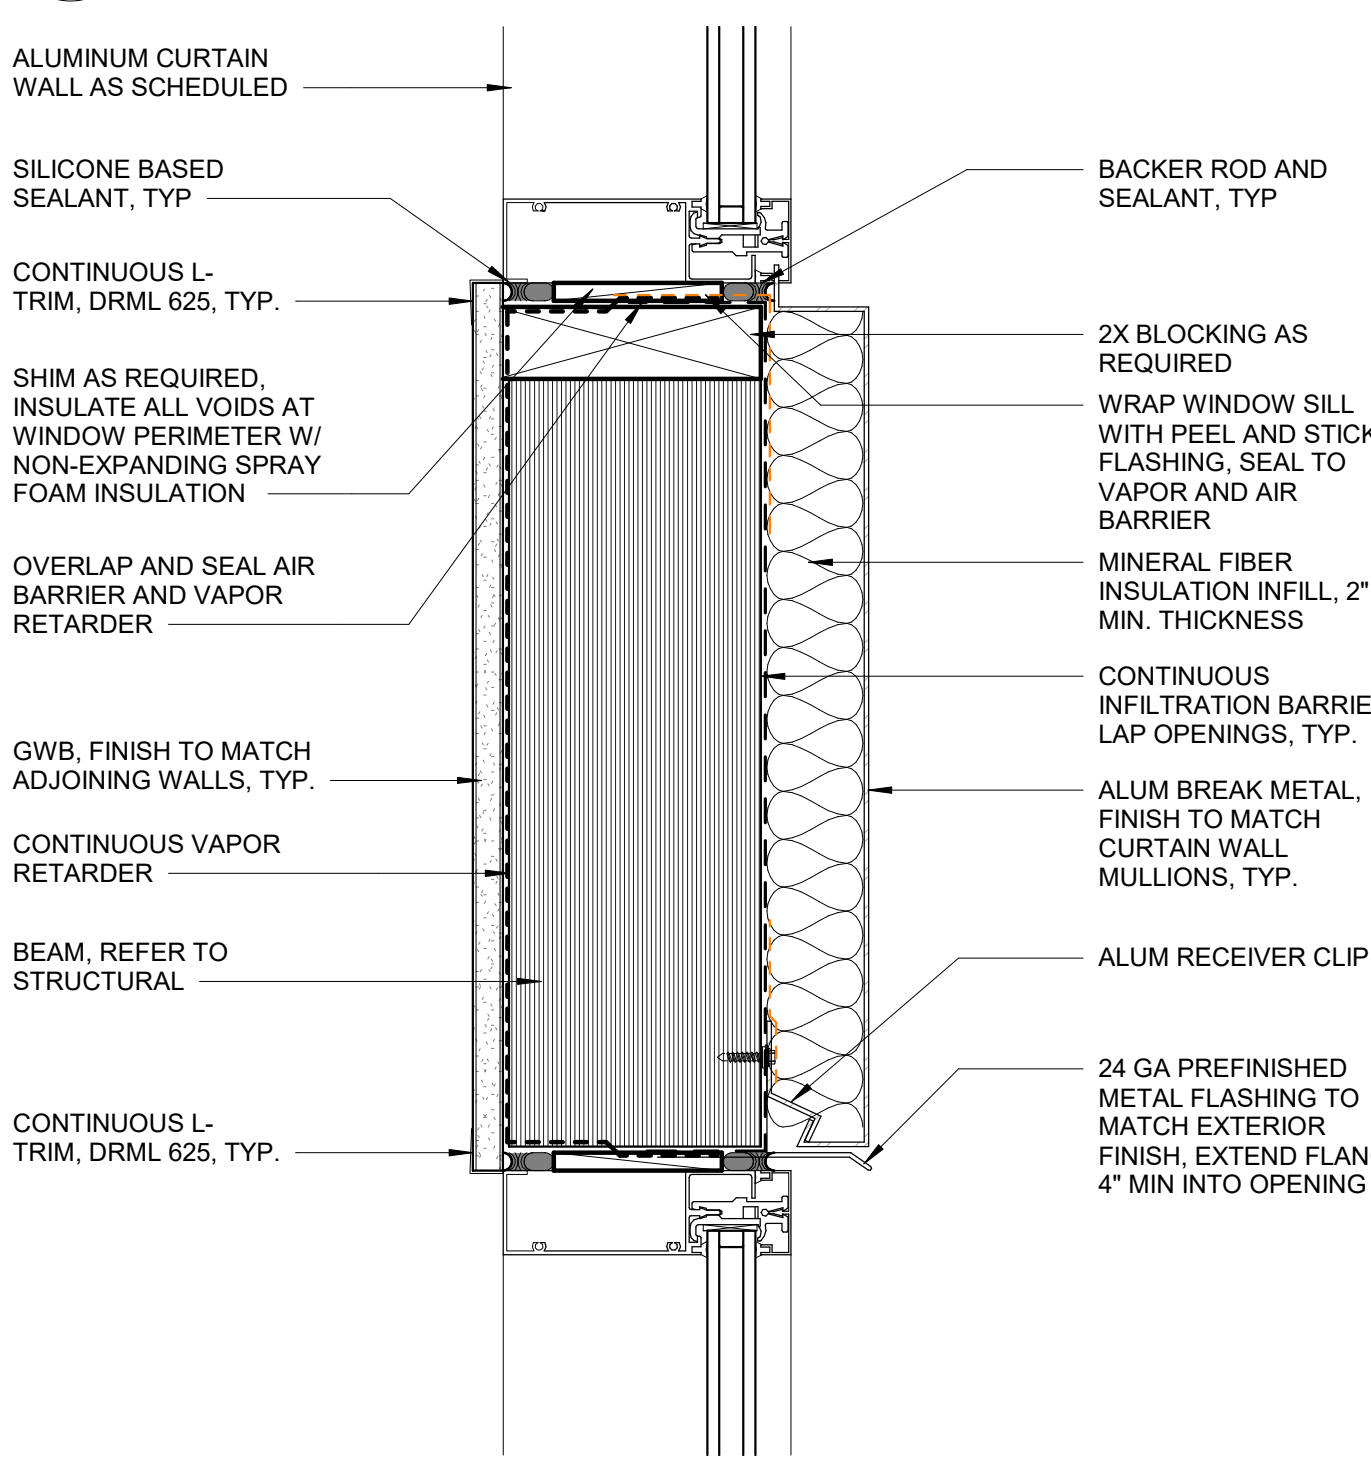 ALUMINUM CURTAIN
WALL AS SCHEDULED
SILICONE BASED
SEALANT, TYP
CONTINUOUS L-
TRIM, DRML 625, TYP.
SHIM AS REQUIRED,
INSULATE ALL VOIDS AT
WINDOW PERIMETER W/
NON-EXPANDING SPRAY
FOAM INSULATION
OVERLAP AND SEAL AIR
BARRIER AND VAPOR
RETARDER
GWB, FINISH TO MATCH
ADJOINING WALLS, TYP.
CONTINUOUS VAPOR
RETARDER
BEAM, REFER TO
STRUCTURAL
CONTINUOUS L-
TRIM, DRML 625, TYP.
BACKER ROD AND
SEALANT, TYP
2X BLOCKING AS
REQUIRED
WRAP WINDOW SILL
WITH PEEL AND STICK
FLASHING, SEAL TO
VAPOR AND AIR
BARRIER
MINERAL FIBER
INSULATION INFILL, 2"
MIN. THICKNESS
CONTINUOUS
INFILTRATION BARRIE
LAP OPENINGS, TYP.
ALUM BREAK METAL,
FINISH TO MATCH
CURTAIN WALL
MULLIONS, TYP.
ALUM RECEIVER CLIP
24 GA PREFINISHED
METAL FLASHING TO
MATCH EXTERIOR
FINISH, EXTEND FLAN
4" MIN INTO OPENING